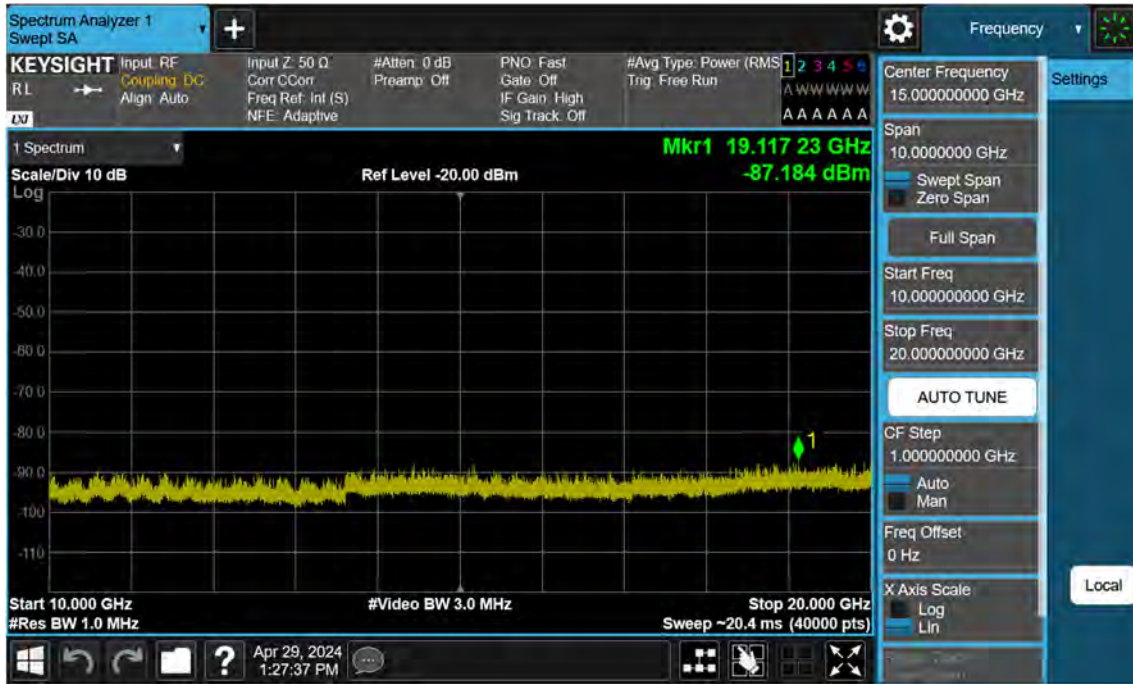 Spectrum Analyzer 1
Swept SA
+
Frequency
KEYSIGHT
RL
LXI
Input: RF
Coupling: DC
Align: Auto
Input Z: 50 Ω
Corr CCorr
Freq Ref: Int (S)
NFE: Adaptive
#Atten: 0 dB
Preamp: Off
PNO: Fast
Gate: Off
IF Gain: High
Sig Track: Off
#Avg Type: Power (RMS
Trig: Free Run
1 2 3 4 5 6
A W W W W W
A A A A A A
1 Spectrum
Mkr1 19.117 23 GHz
Scale/Div 10 dB
Ref Level -20.00 dBm
-87.184 dBm
Log
-30.0
-40.0
-50.0
-60.0
-70.0
-80.0
-90.0
-100
-110
1
Start 10.000 GHz
#Video BW 3.0 MHz
Stop 20.000 GHz
#Res BW 1.0 MHz
Sweep ~20.4 ms (40000 pts)
Center Frequency
15.000000000 GHz
Settings
Span
10.0000000 GHz
Swept Span
Zero Span
Full Span
Start Freq
10.000000000 GHz
Stop Freq
20.000000000 GHz
AUTO TUNE
CF Step
1.000000000 GHz
Auto
Man
Freq Offset
0 Hz
X Axis Scale
Log
Lin
Local
?
Apr 29, 2024
1:27:37 PM